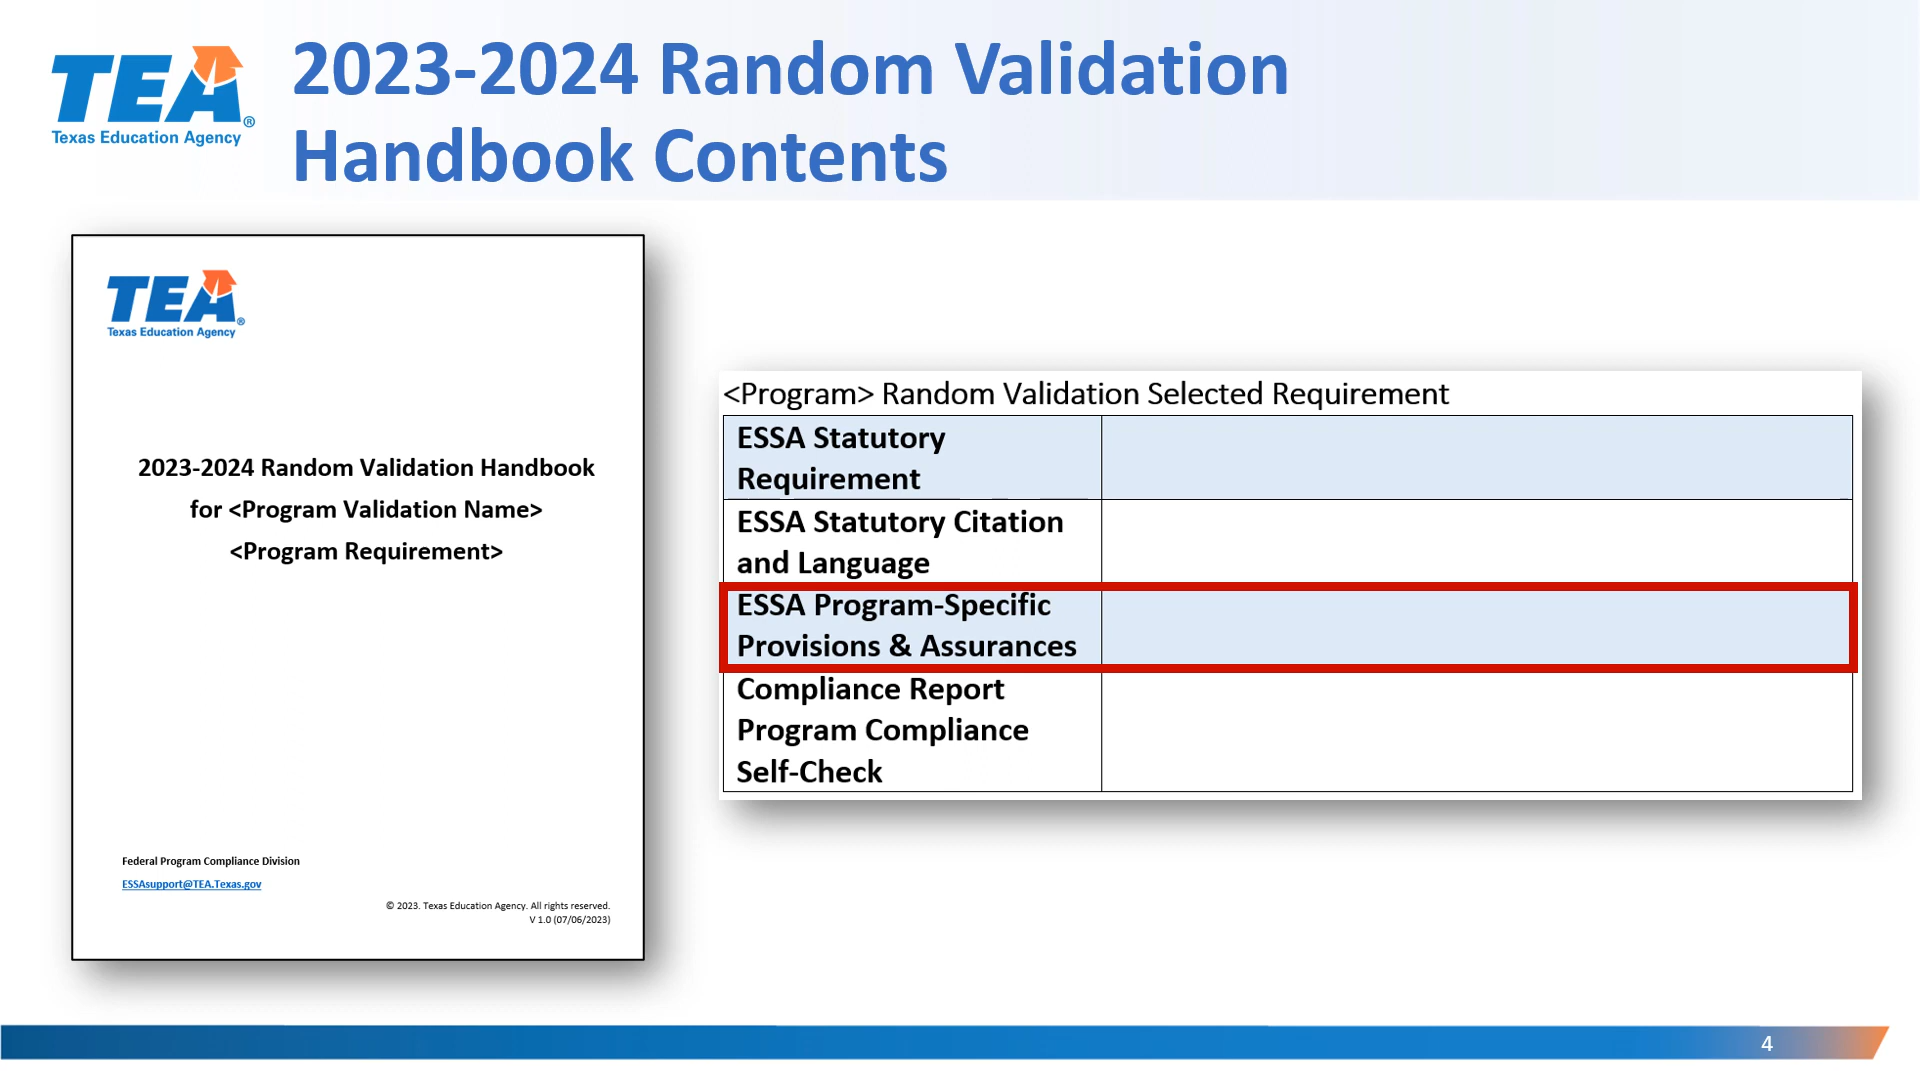 TEA®
Texas Education Agency
2023-2024 Random Validation
Handbook Contents
TEA®
Texas Education Agency
2023-2024 Random Validation Handbook
for <Program Validation Name>
<Program Requirement>
Federal Program Compliance Division
ESSAsupport@TEA.Texas.gov
© 2023. Texas Education Agency. All rights reserved.
V 1.0 (07/06/2023)
<Program> Random Validation Selected Requirement
ESSA Statutory
Requirement
ESSA Statutory Citation
and Language
ESSA Program-Specific
Provisions & Assurances
Compliance Report
Program Compliance
Self-Check
4